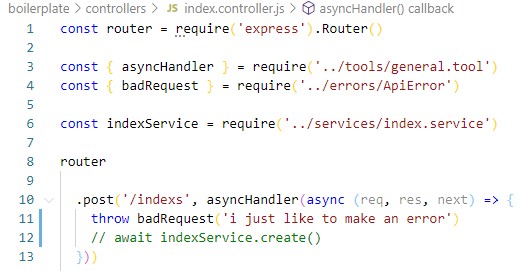 boilerplate > controllers > JS index.controller.js > asyncHandler() callback
1 const router = require('express').Router()
2
3 const { asyncHandler } = require('../tools/general.tool')
4 const { badRequest } = require('../errors/ApiError')
5
6 const indexService = require('../services/index.service')
7
8 router
9
10 .post('/indexs', asyncHandler(async (req, res, next) => {
11 throw badRequest('i just like to make an error')
12 // await indexService.create()
13 }))